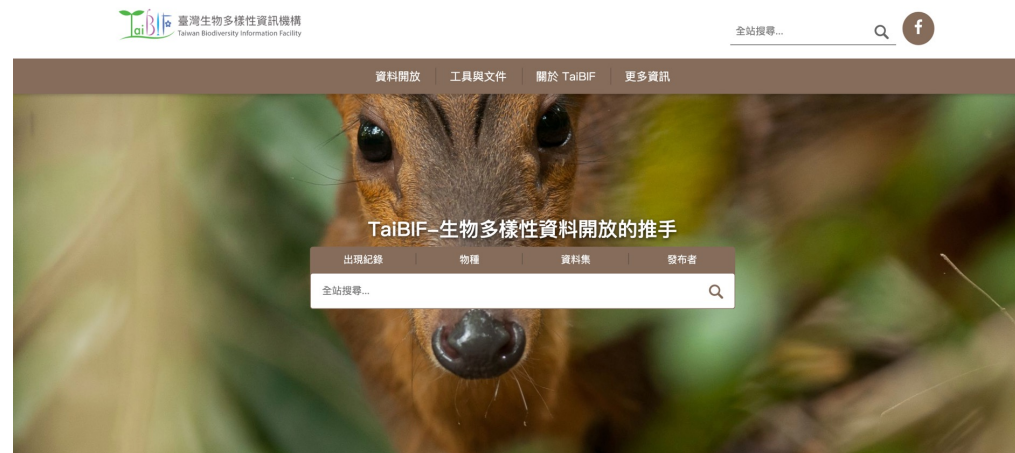 TaiBIF 臺灣生物多樣性資訊機構
Taiwan Biodiversity Information Facility
全站搜尋...
f
資料開放 工具與文件 關於 TaiBIF 更多資訊
TaiBIF–生物多樣性資料開放的推手
出現紀錄 物種 資料集 發布者
全站搜尋...